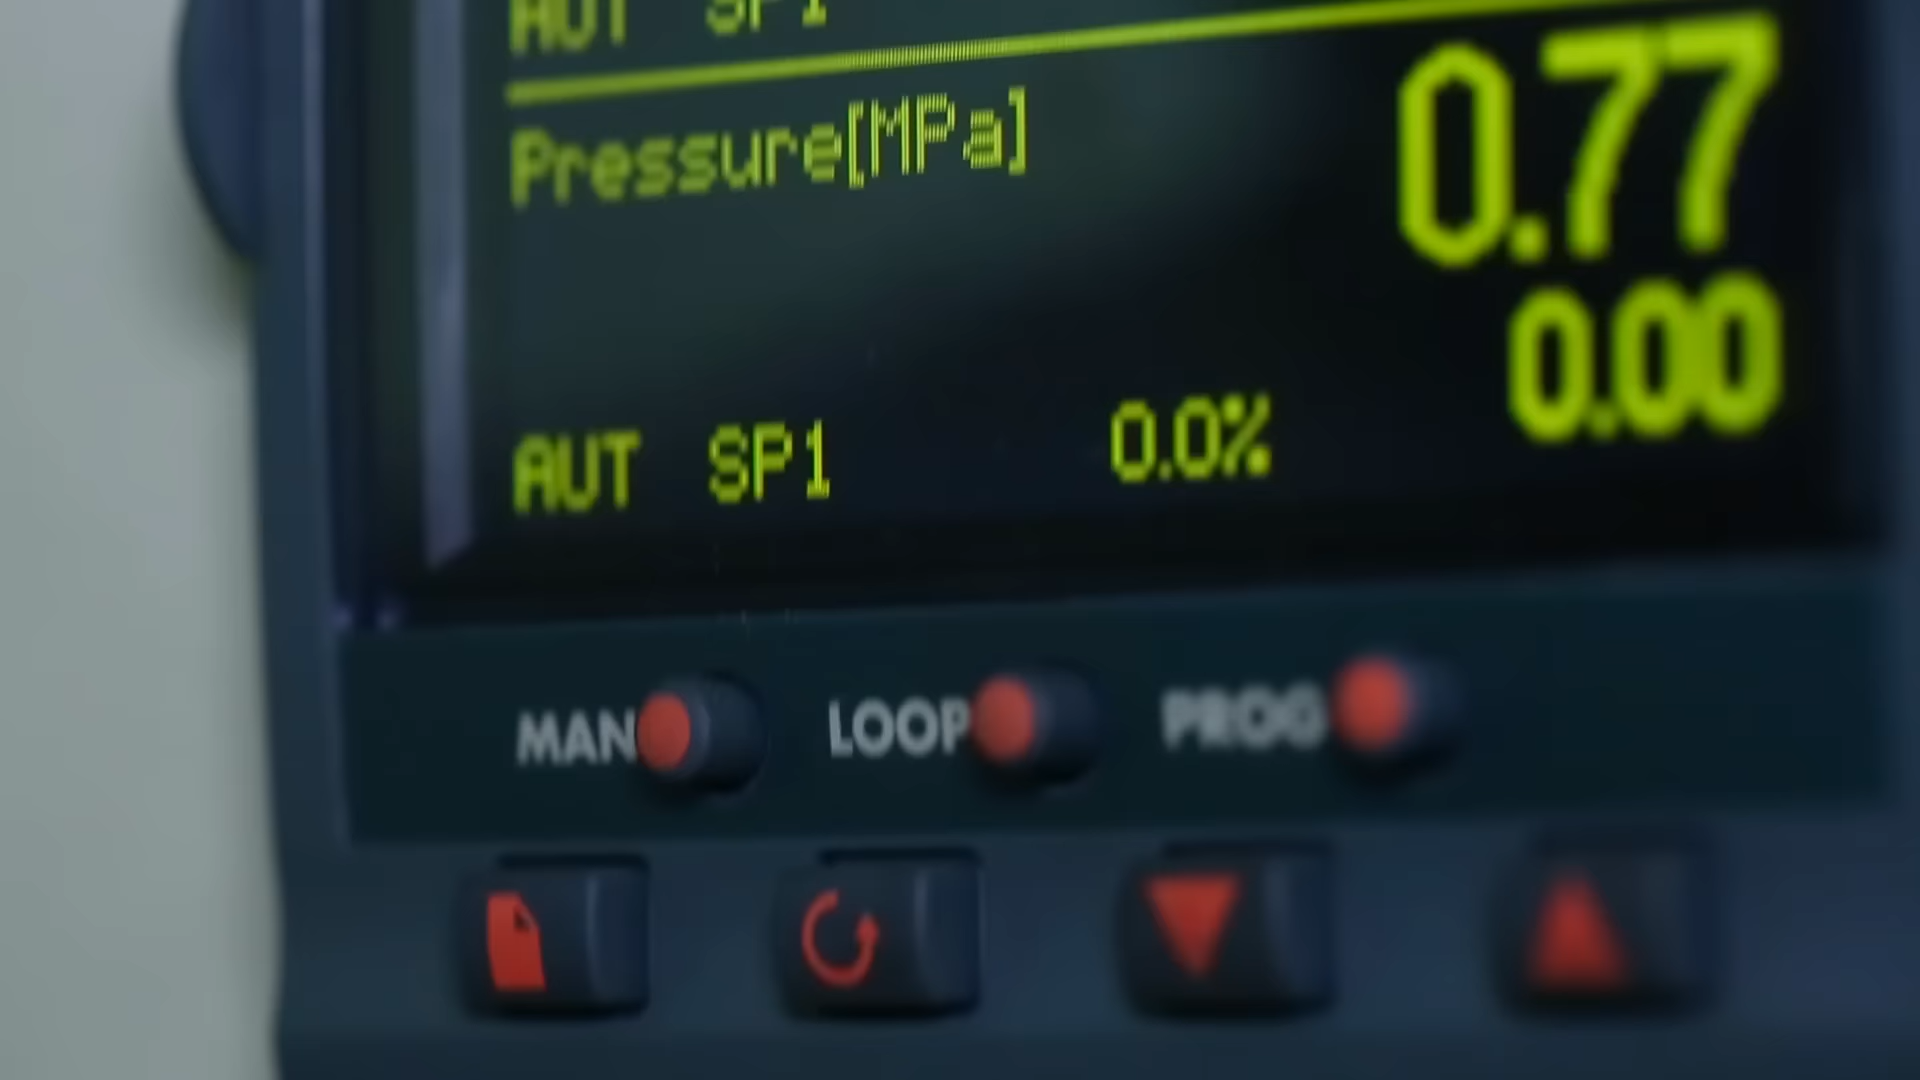 AUT SP1
Pressure[MPa]
0.77
0.00
AUT SP1 0.0%
MAN LOOP PROG